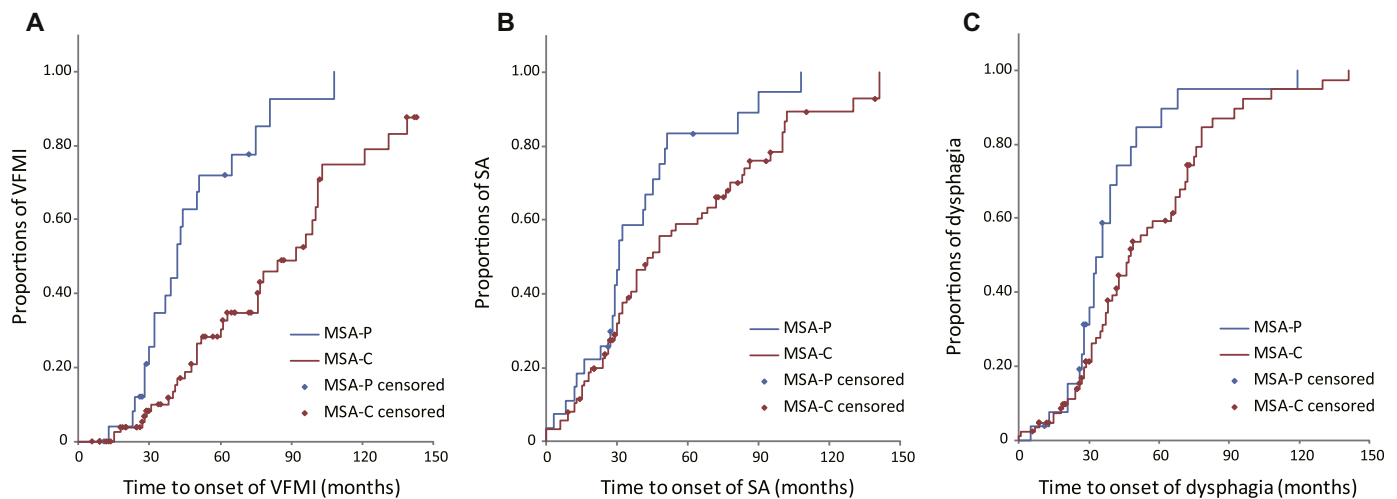 A
Proportions of VFMI
1.00
0.80
0.60
0.40
0.20
0
0 30 60 90 120 150
Time to onset of VFMI (months)
MSA-P
MSA-C
MSA-P censored
MSA-C censored
B
Proportions of SA
1.00
0.80
0.60
0.40
0.20
0
0 30 60 90 120 150
Time to onset of SA (months)
MSA-P
MSA-C
MSA-P censored
MSA-C censored
C
Proportions of dysphagia
1.00
0.80
0.60
0.40
0.20
0
0 30 60 90 120 150
Time to onset of dysphagia (months)
MSA-P
MSA-C
MSA-P censored
MSA-C censored